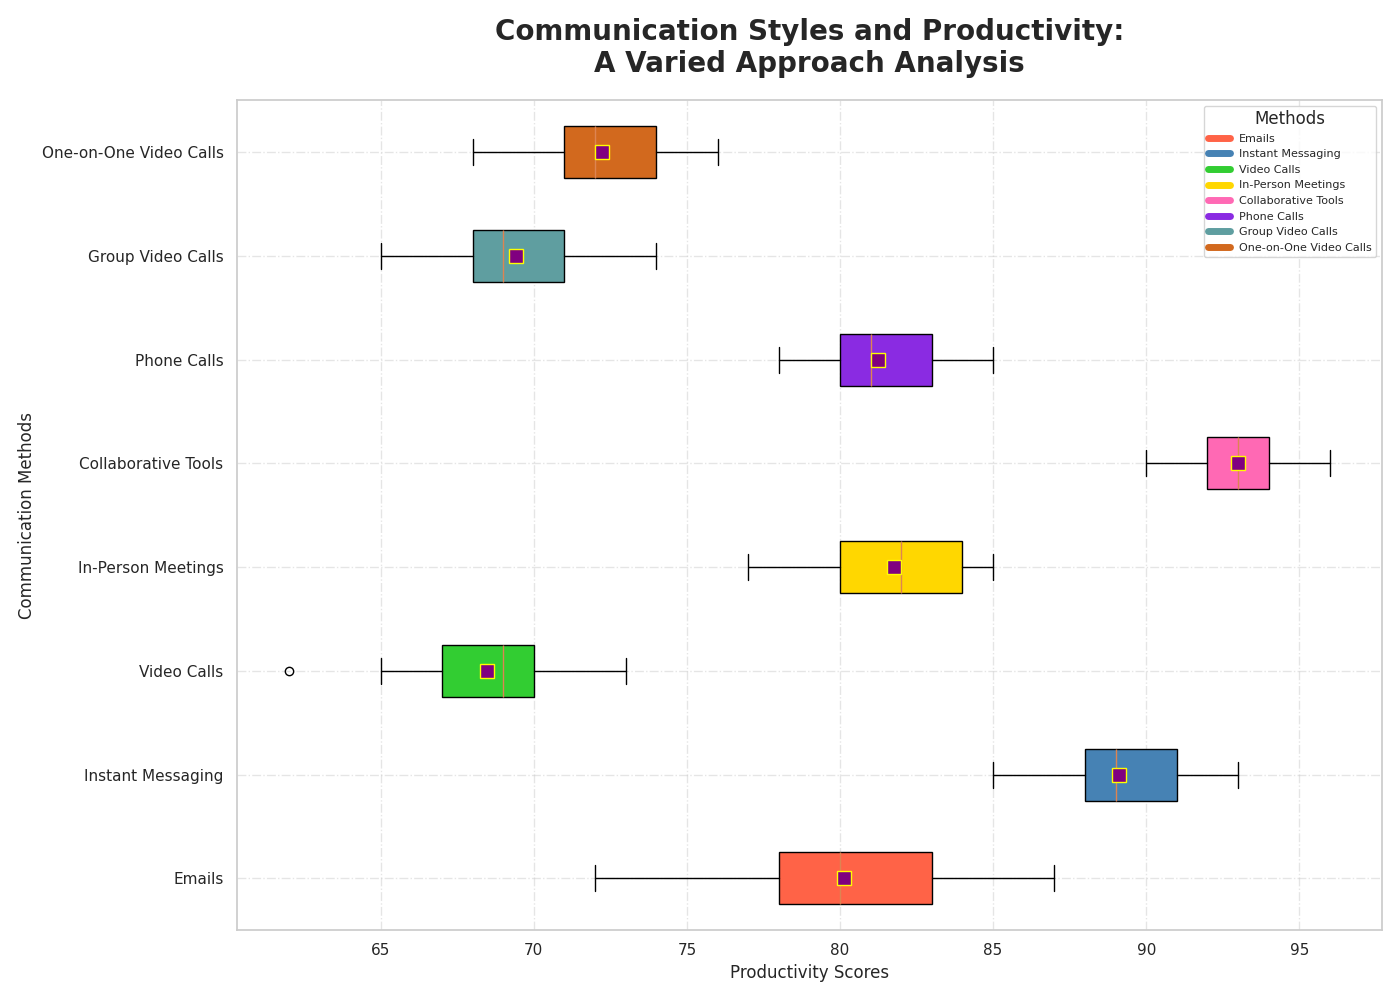 Communication Styles and Productivity:
A Varied Approach Analysis
Methods
Emails
Instant Messaging
Video Calls
In-Person Meetings
Collaborative Tools
Phone Calls
Group Video Calls
One-on-One Video Calls
Communication Methods
One-on-One Video Calls
Group Video Calls
Phone Calls
Collaborative Tools
In-Person Meetings
Video Calls
Instant Messaging
Emails
65 70 75 80 85 90 95
Productivity Scores